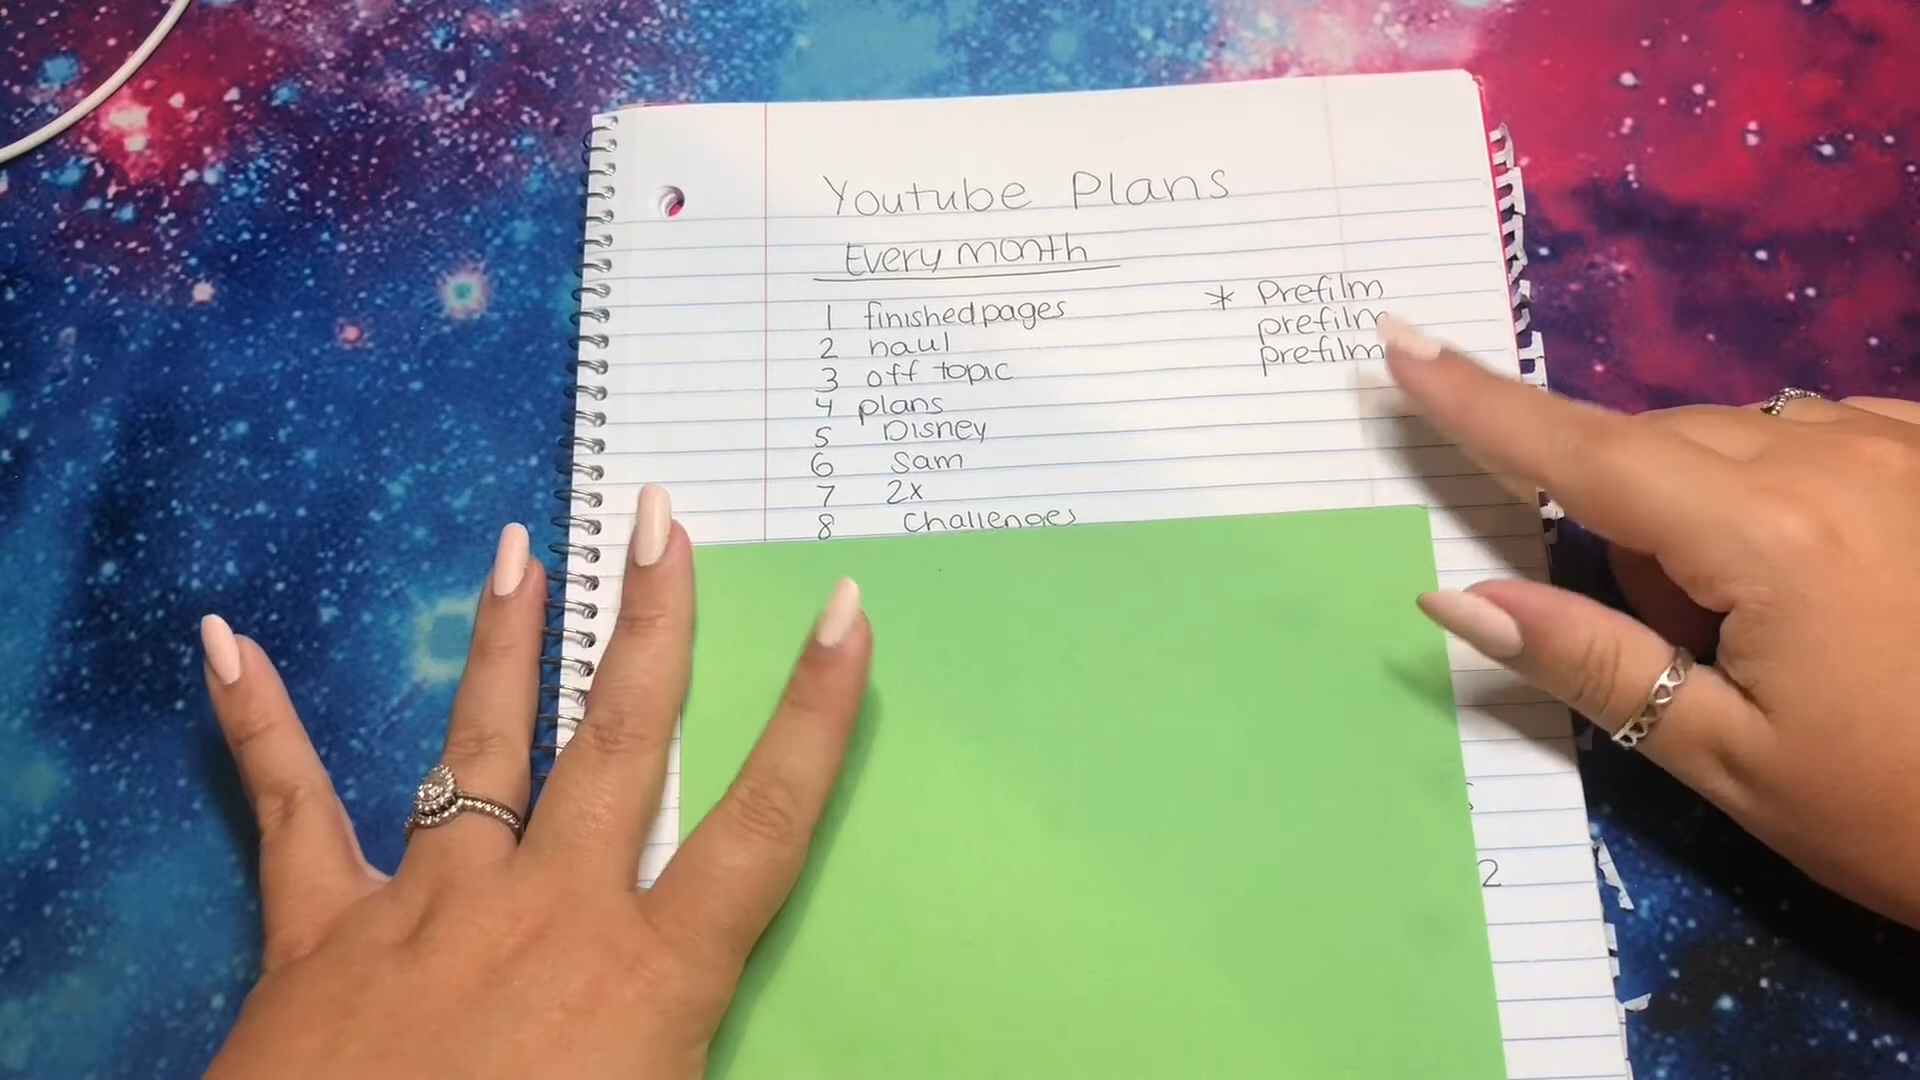 Youtube Plans
Every month
1 finished pages * Prefilm
2 haul prefilm
3 off topic prefilm
4 plans
5 Disney
6 Sam
7 2x
8 Challenges
2